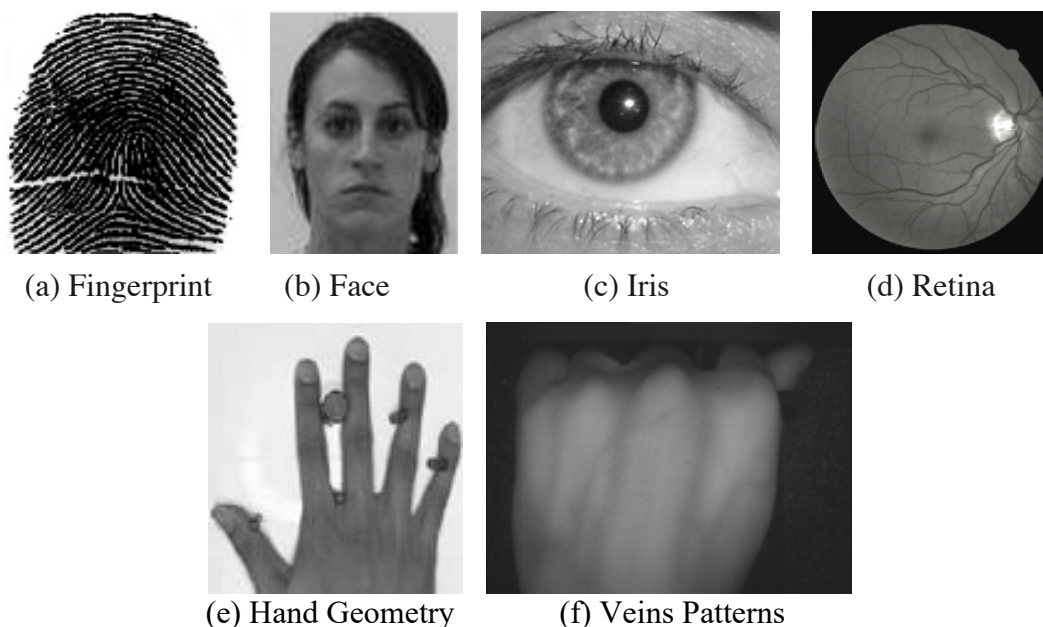 (a) Fingerprint
(b) Face
(c) Iris
(d) Retina
(e) Hand Geometry
(f) Veins Patterns